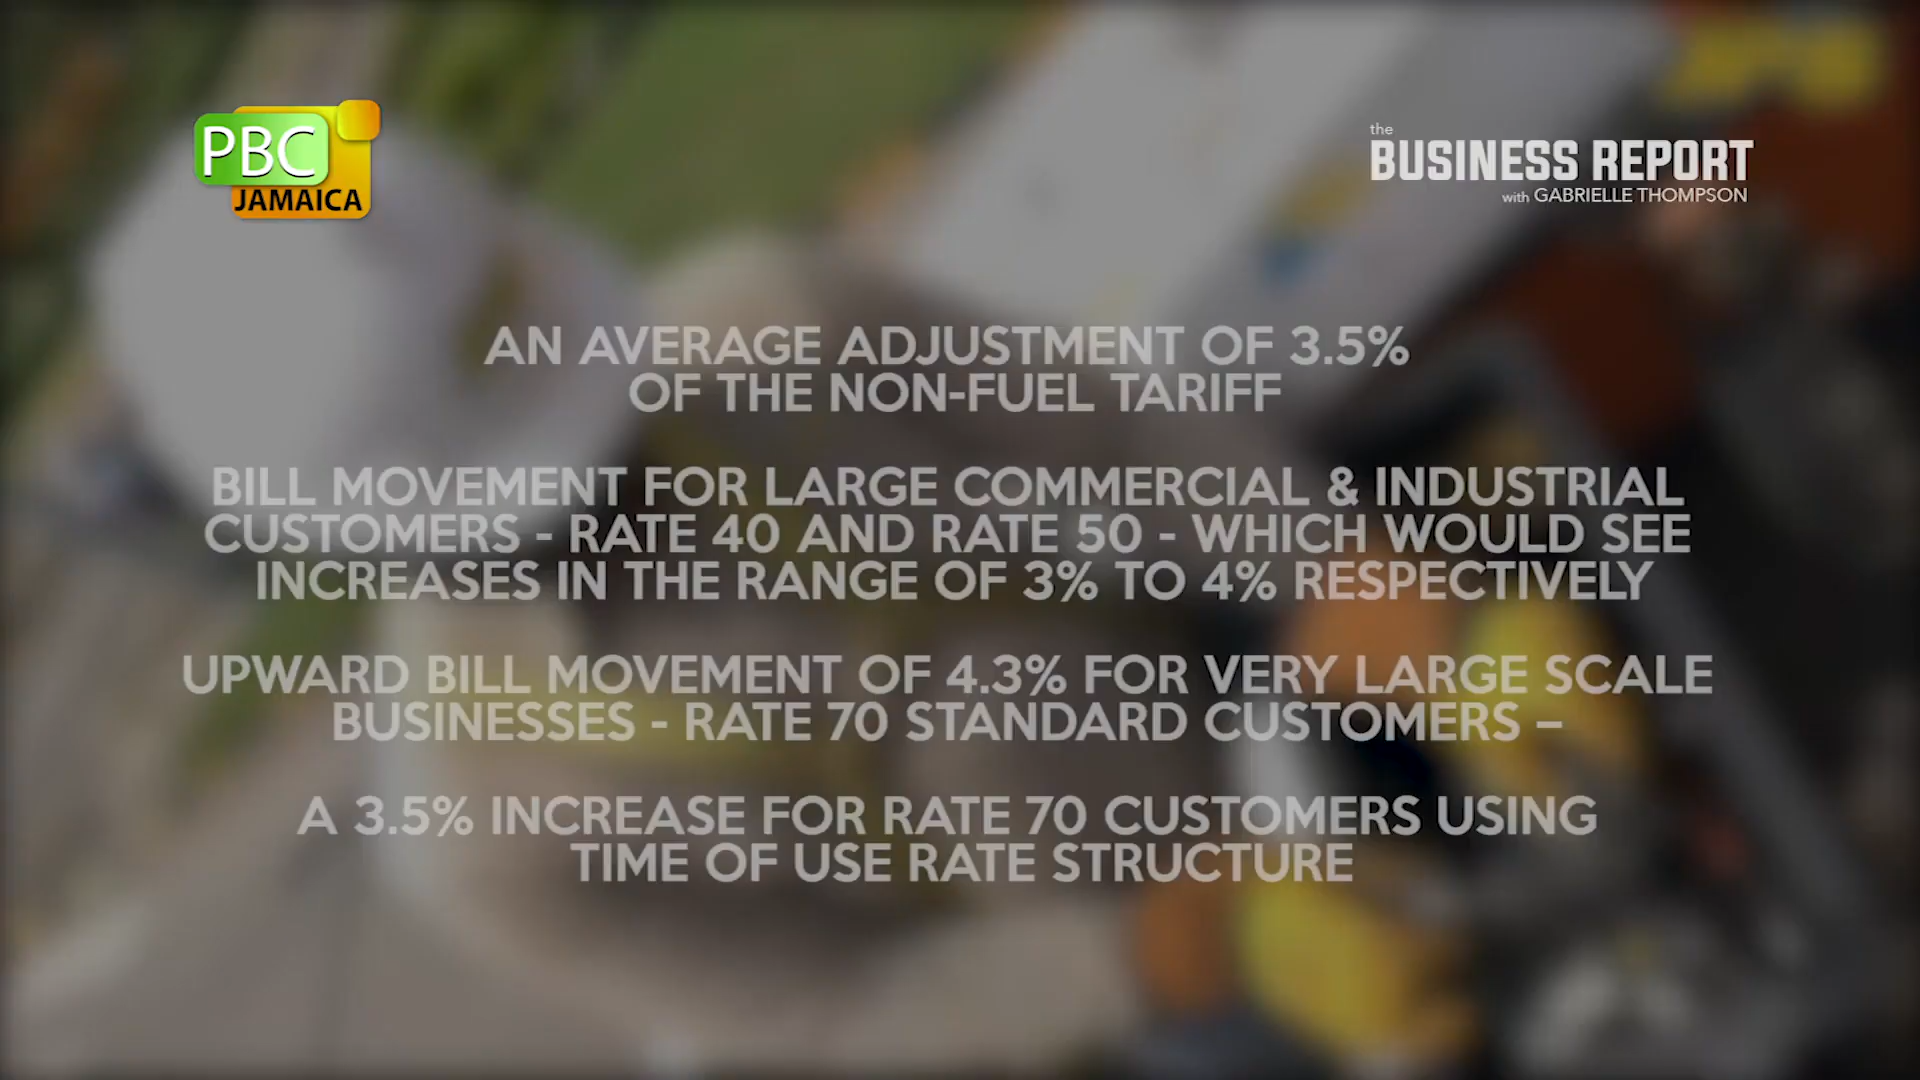 PBC
JAMAICA
the
BUSINESS REPORT
with GABRIELLE THOMPSON
AN AVERAGE ADJUSTMENT OF 3.5%
OF THE NON-FUEL TARIFF
BILL MOVEMENT FOR LARGE COMMERCIAL & INDUSTRIAL
CUSTOMERS - RATE 40 AND RATE 50 - WHICH WOULD SEE
INCREASES IN THE RANGE OF 3% TO 4% RESPECTIVELY
UPWARD BILL MOVEMENT OF 4.3% FOR VERY LARGE SCALE
BUSINESSES - RATE 70 STANDARD CUSTOMERS –
A 3.5% INCREASE FOR RATE 70 CUSTOMERS USING
TIME OF USE RATE STRUCTURE